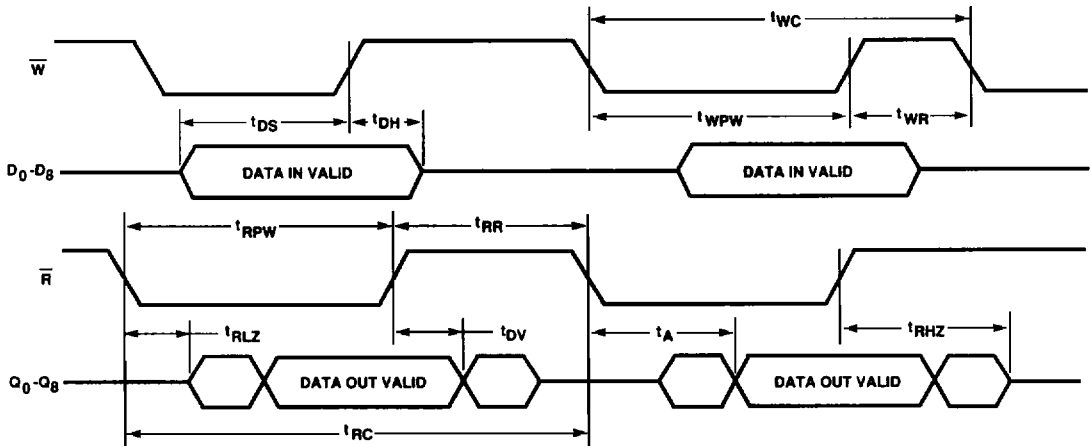 tWC
W
tDS
tDH
tWPW
tWR
D0-D8
DATA IN VALID
DATA IN VALID
tRPW
tRR
R
tRLZ
tDV
tA
tRHZ
Q0-Q8
DATA OUT VALID
DATA OUT VALID
tRC